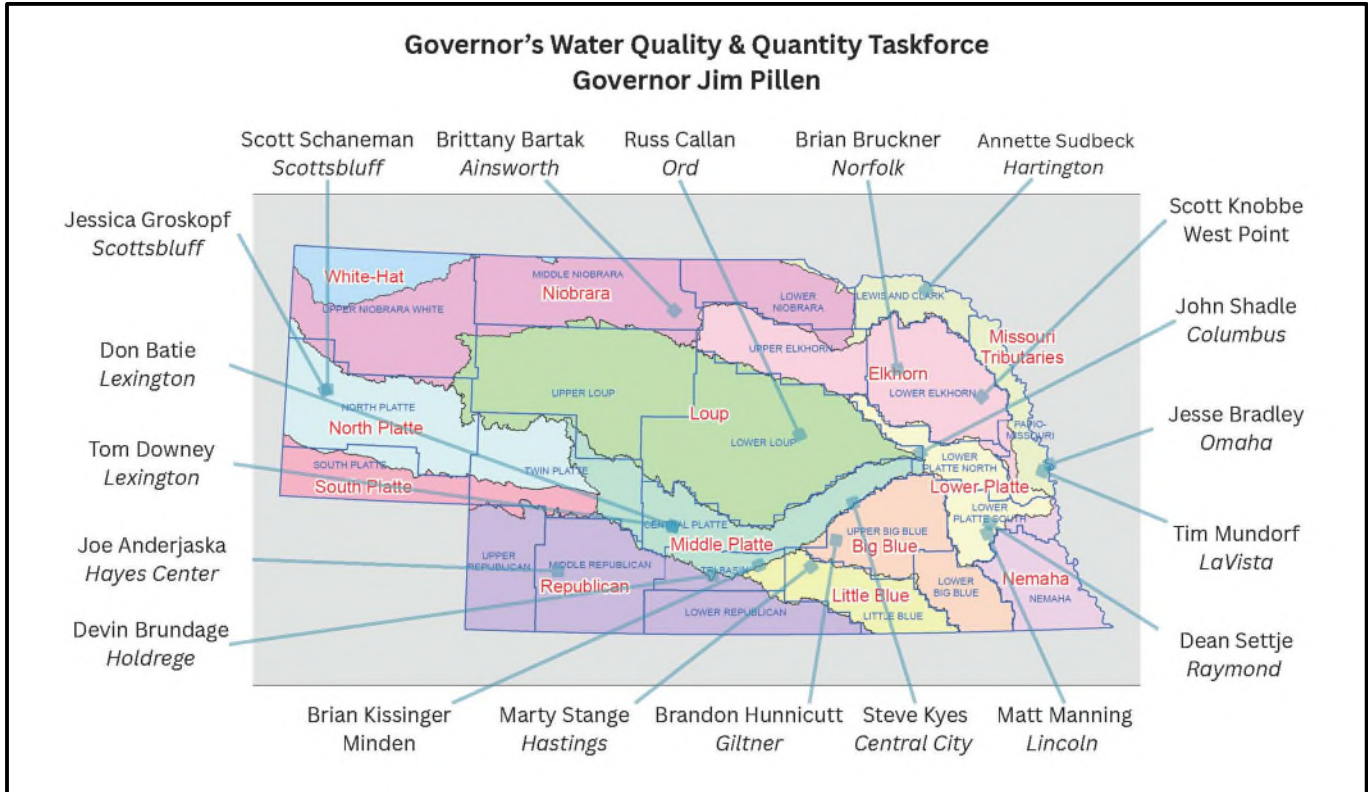 Governor's Water Quality & Quantity Taskforce
Governor Jim Pillen
Scott Schaneman
Scottsbluff
Brittany Bartak
Ainsworth
Russ Callan
Ord
Brian Bruckner
Norfolk
Annette Sudbeck
Hartington
Jessica Groskopf
Scottsbluff
Scott Knobbe
West Point
Don Batie
Lexington
John Shadle
Columbus
Tom Downey
Lexington
Jesse Bradley
Omaha
Joe Anderjaska
Hayes Center
Tim Mundorf
LaVista
Devin Brundage
Holdrege
Dean Settje
Raymond
Brian Kissinger
Minden
Marty Stange
Hastings
Brandon Hunnicutt
Giltner
Steve Kyes
Central City
Matt Manning
Lincoln
White-Hat
UPPER NIOBRARA WHITE
MIDDLE NIOBRARA
Niobrara
LOWER
NIOBRARA
LEWIS AND CLARK
Missouri
Tributaries
UPPER ELKHORN
Elkhorn
LOWER ELKHORN
PAPIO-
MISSOURI
NORTH PLATTE
North Platte
UPPER LOUP
Loup
LOWER LOUP
SOUTH PLATTE
South Platte
TWIN PLATTE
CENTRAL PLATTE
Middle Platte
LOWER
PLATTE NORTH
Lower Platte
LOWER
PLATTE SOUTH
UPPER BIG BLUE
Big Blue
UPPER
REPUBLICAN
MIDDLE REPUBLICAN
Republican
TRI-BASIN
LOWER REPUBLICAN
Little Blue
LITTLE BLUE
LOWER
BIG BLUE
Nemaha
NEMAHA